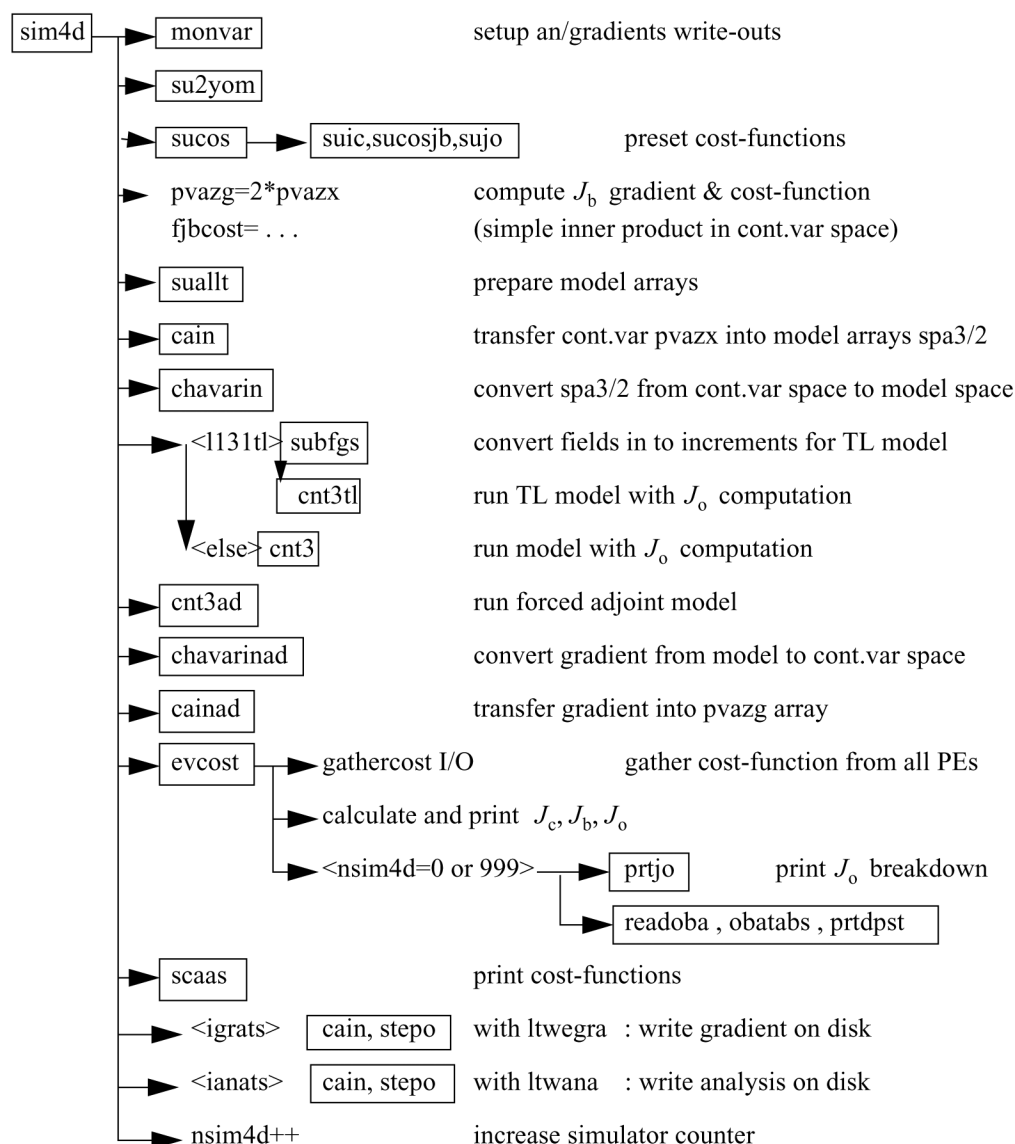 sim4d monvar setup an/gradients write-outs
su2yom
sucos suic,sucosjb,sujo preset cost-functions
pvazg=2*pvazx compute J_b gradient & cost-function
fjbcost= . . . (simple inner product in cont.var space)
suallt prepare model arrays
cain transfer cont.var pvazx into model arrays spa3/2
chavarin convert spa3/2 from cont.var space to model space
<l131tl> subfgs convert fields in to increments for TL model
cnt3tl run TL model with J_o computation
<else> cnt3 run model with J_o computation
cnt3ad run forced adjoint model
chavarinad convert gradient from model to cont.var space
cainad transfer gradient into pvazg array
evcost gathercost I/O gather cost-function from all PEs
calculate and print J_c, J_b, J_o
<nsim4d=0 or 999> prtjo print J_o breakdown
readoba , obatabs , prtdpst
scaas print cost-functions
<igrats> cain, stepo with ltwegra : write gradient on disk
<ianats> cain, stepo with ltwana : write analysis on disk
nsim4d++ increase simulator counter